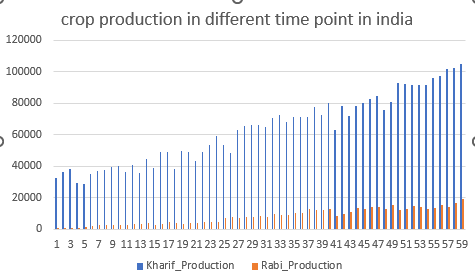 crop production in different time point in india
120000
100000
80000
60000
40000
20000
0
1 3 5 7 9 11 13 15 17 19 21 23 25 27 29 31 33 35 37 39 41 43 45 47 49 51 53 55 57 59
Kharif_Production Rabi_Production